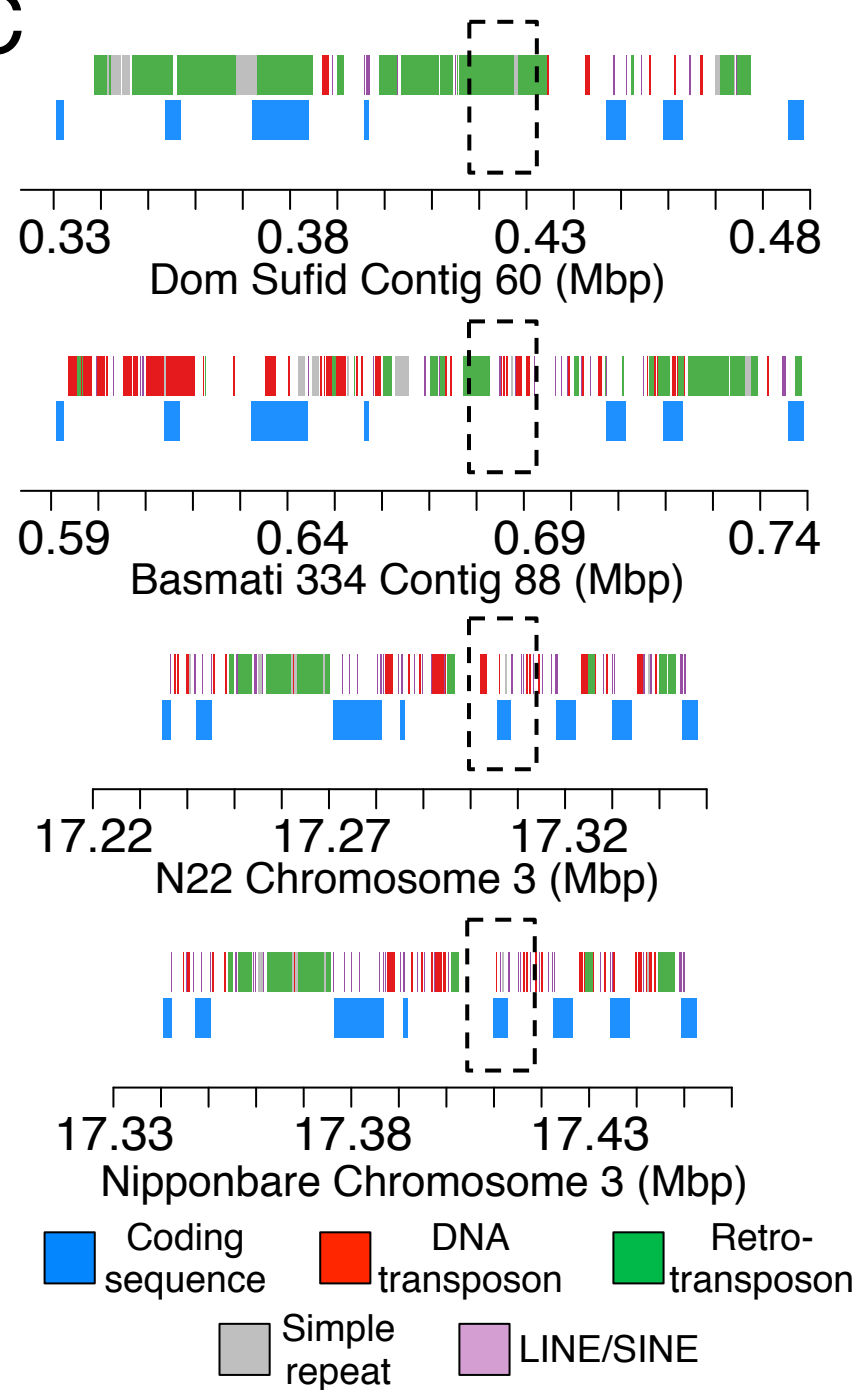 C
0.33 0.38 0.43 0.48
Dom Sufid Contig 60 (Mbp)
0.59 0.64 0.69 0.74
Basmati 334 Contig 88 (Mbp)
17.22 17.27 17.32
N22 Chromosome 3 (Mbp)
17.33 17.38 17.43
Nipponbare Chromosome 3 (Mbp)
Coding
sequence
DNA
transposon
Retro-
transposon
Simple
repeat
LINE/SINE